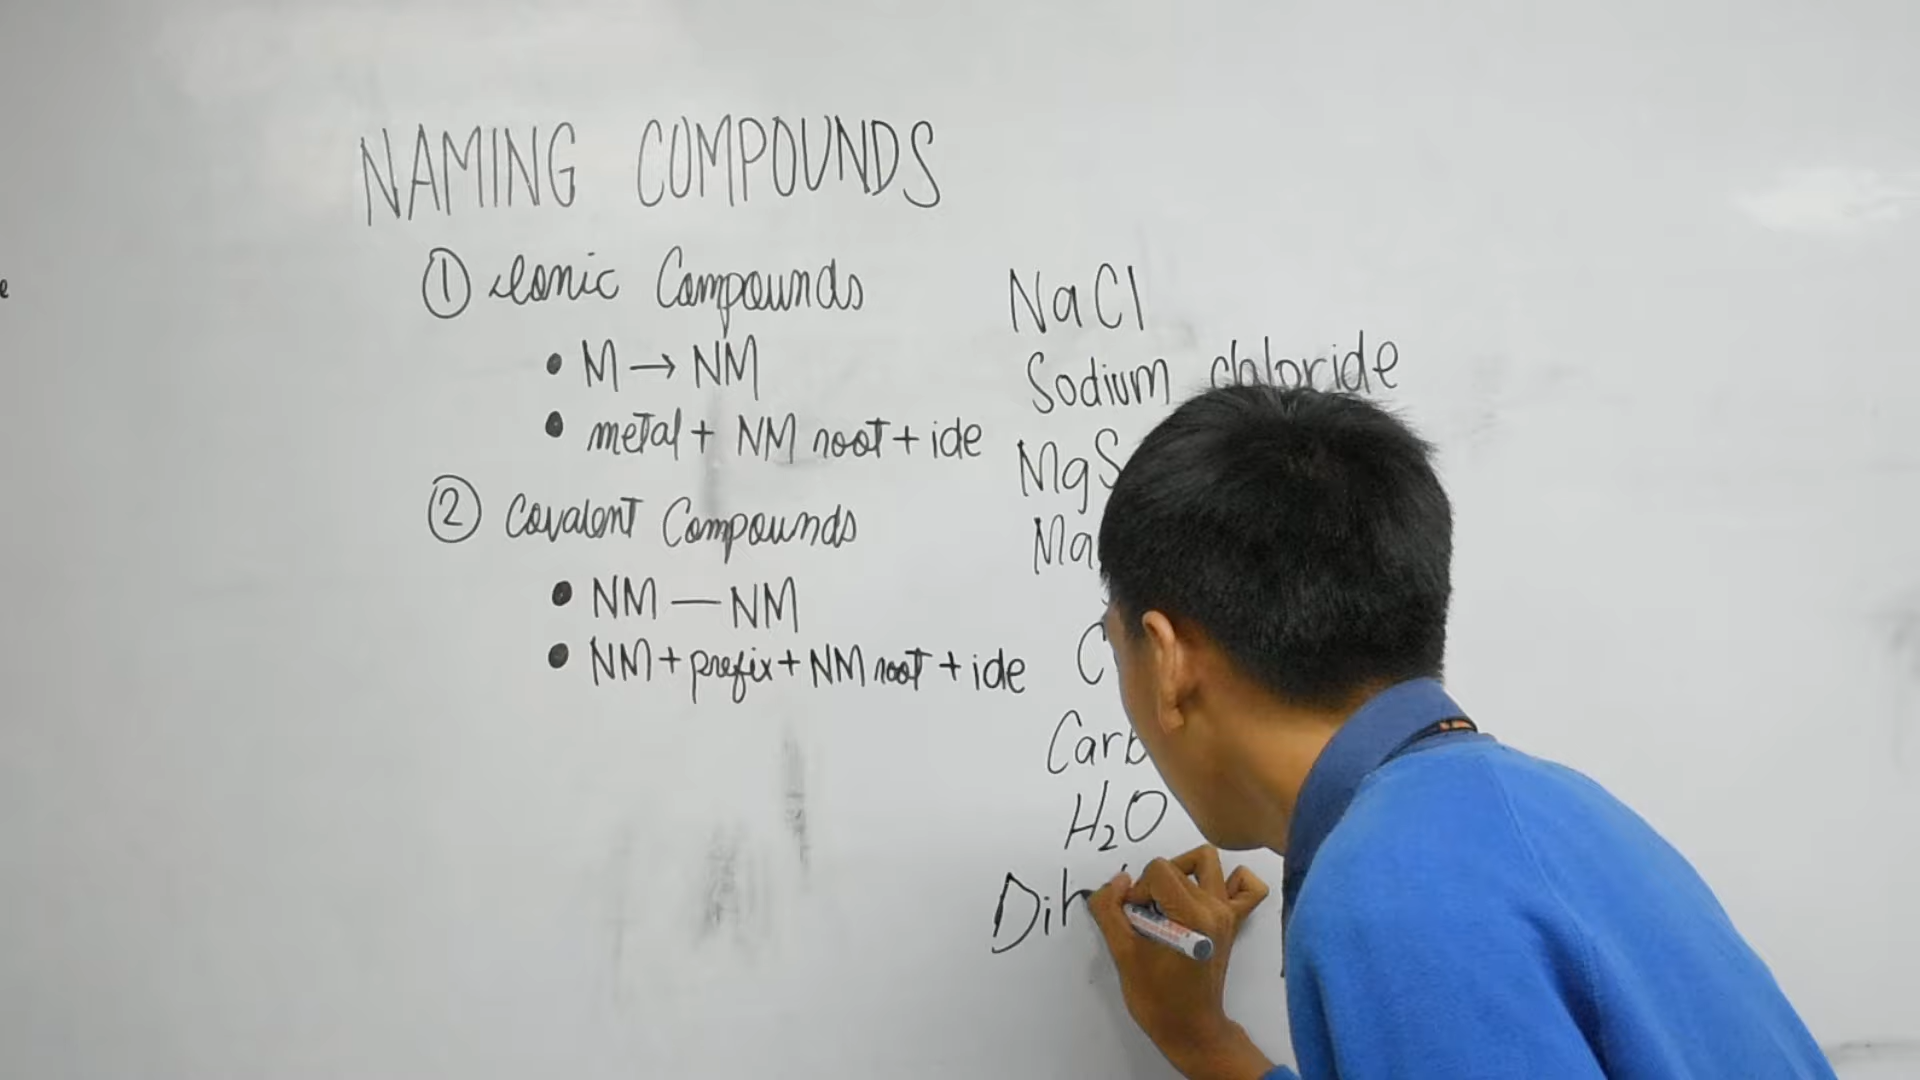 NAMING COMPOUNDS
① Ionic Compounds
• M → NM
• metal + NM root + ide
② Covalent Compounds
• NM — NM
• NM + prefix + NM root + ide
NaCl
Sodium chloride
MgS
H₂O